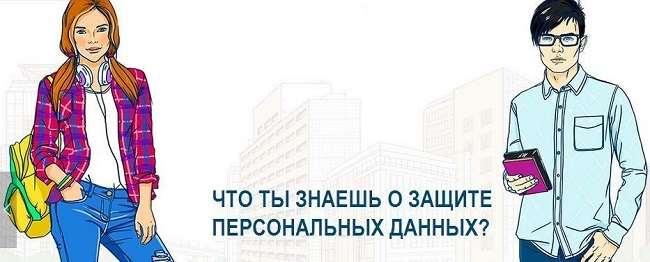 ЧТО ТЫ ЗНАЕШЬ О ЗАЩИТЕ
ПЕРСОНАЛЬНЫХ ДАННЫХ?